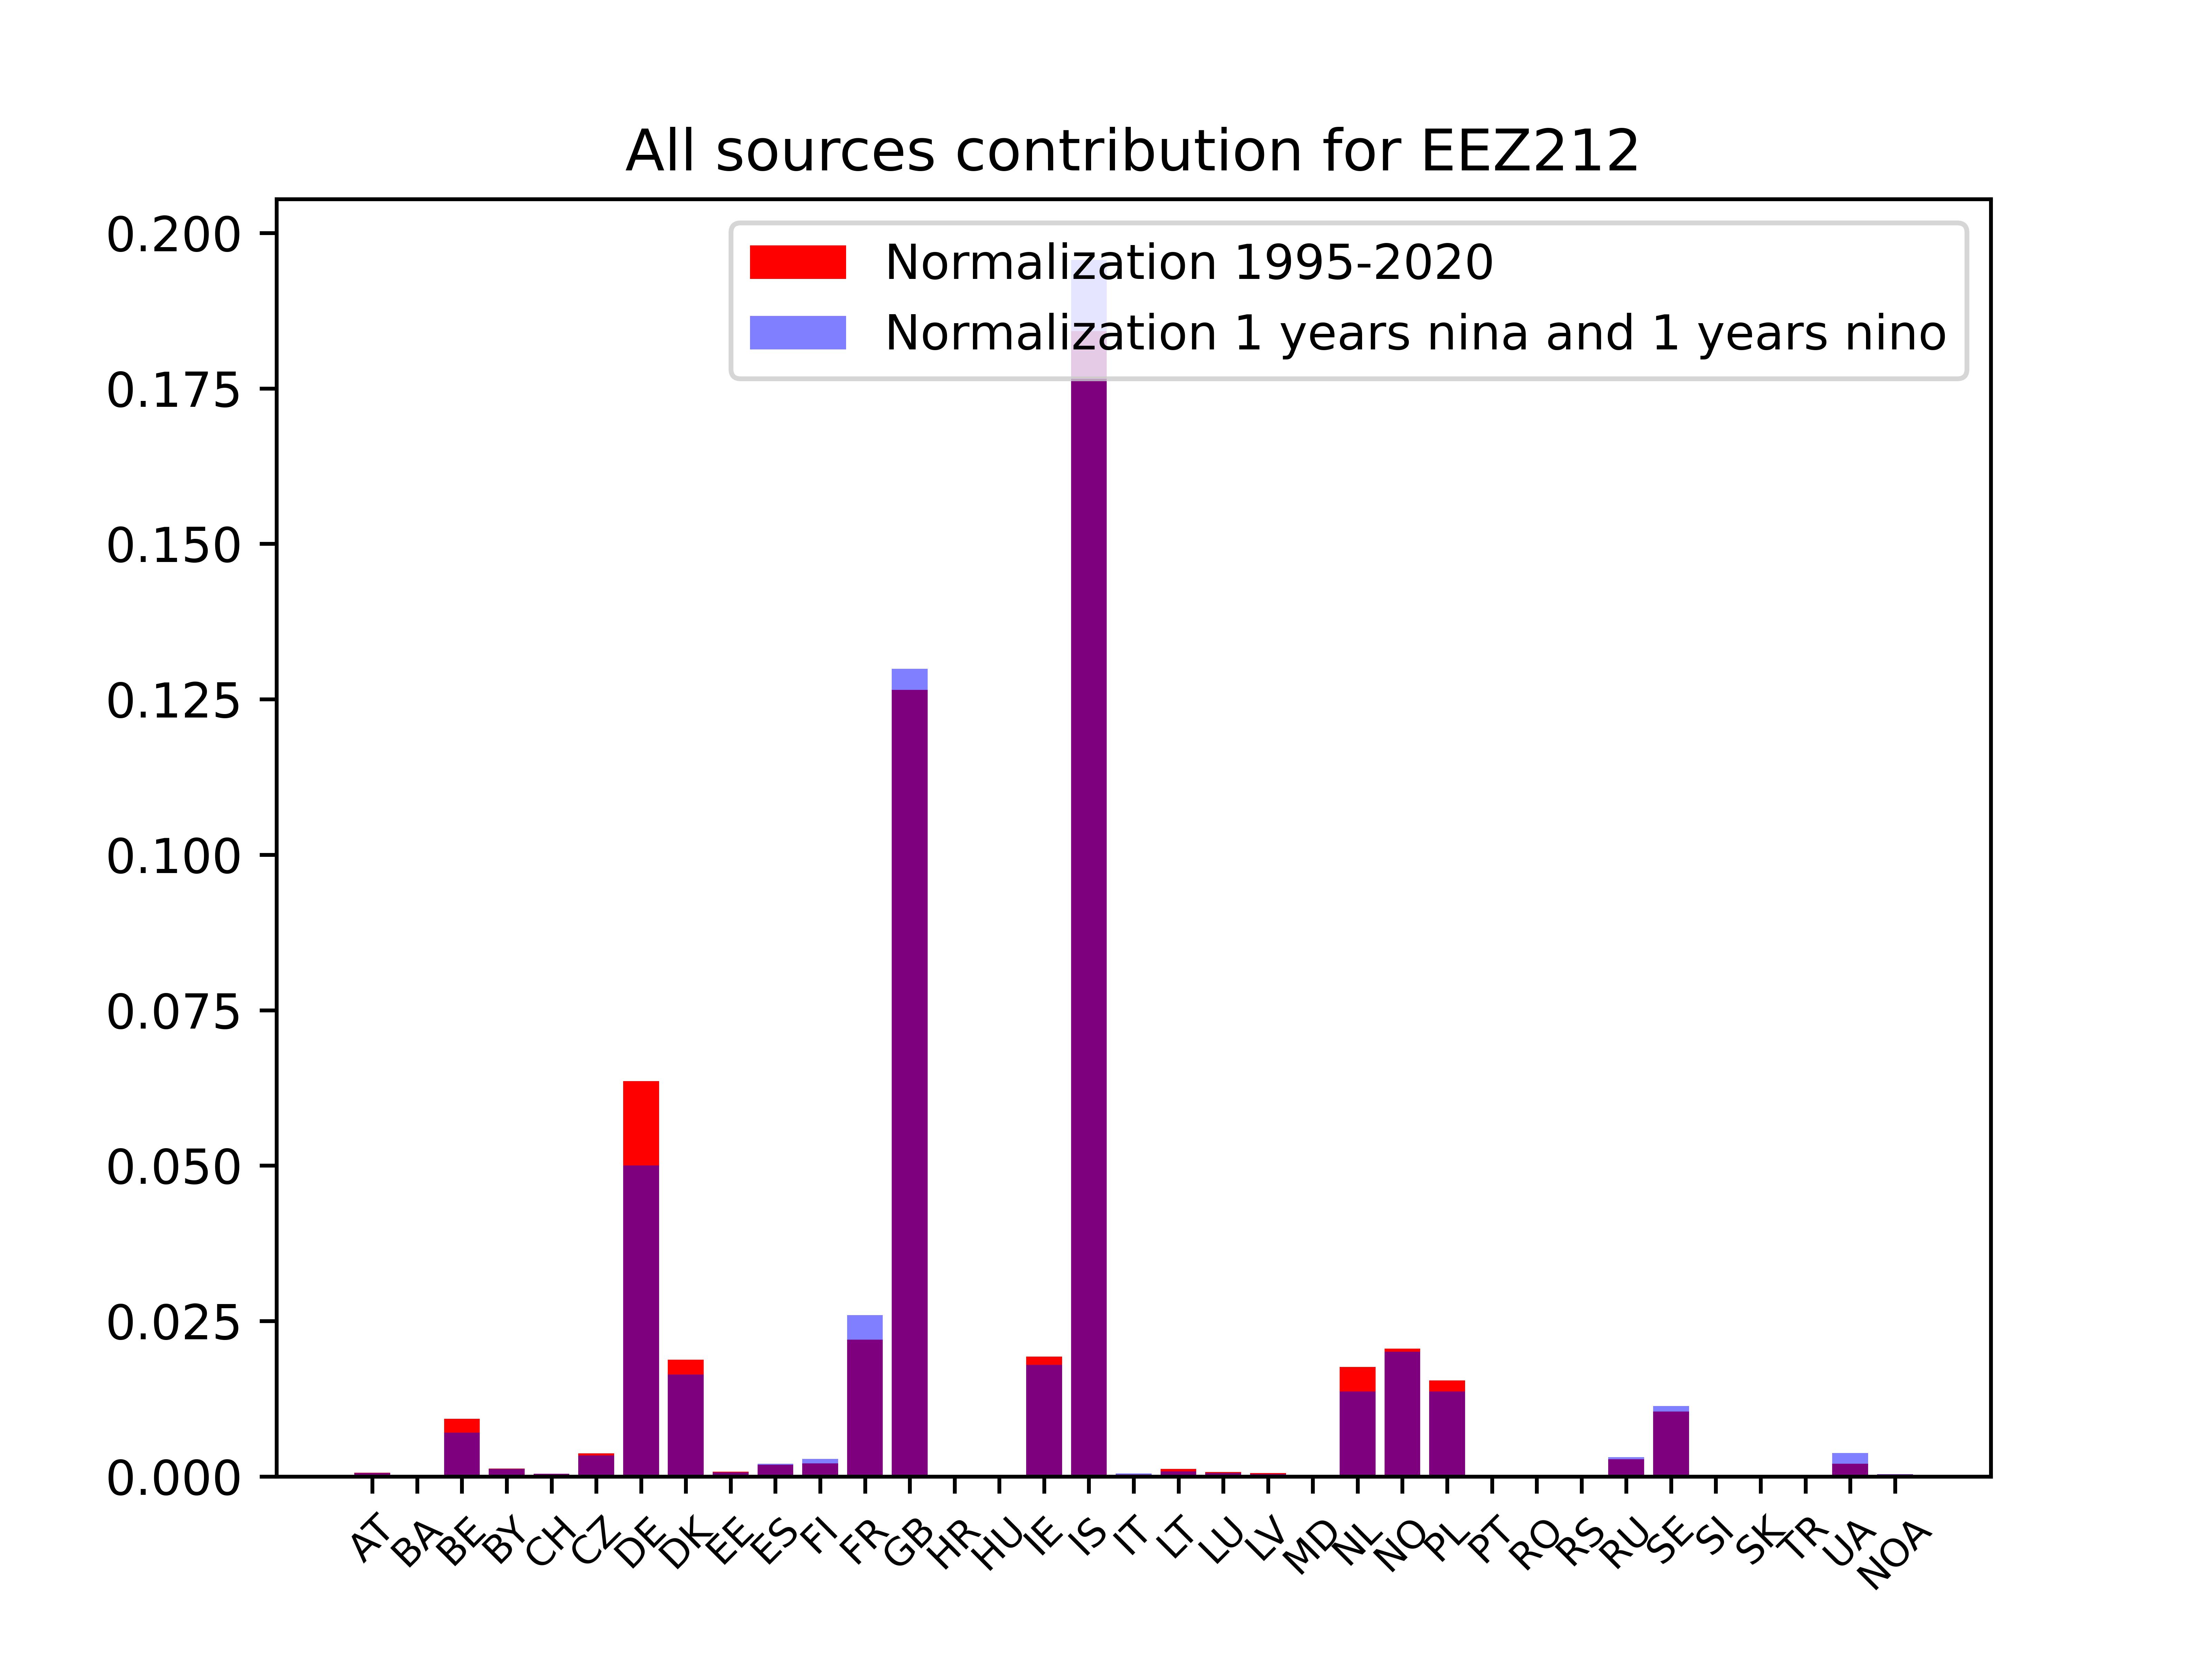 All sources contribution for EEZ212
Normalization 1995-2020
Normalization 1 years nina and 1 years nino
0.200
0.175
0.150
0.125
0.100
0.075
0.050
0.025
0.000
AT BA BE BY CH CZ DE DK EE ES FI FR GB HR HU IE IS IT LT LU LV MD NL NO PL PT RO RS RU SE SI SK TR UA NOA